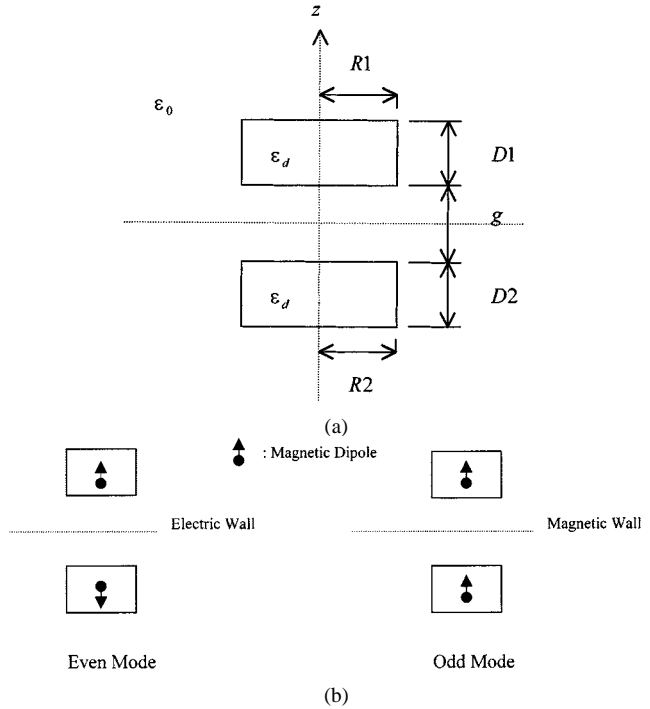 z
R1
ε0
εd
D1
g
εd
D2
R2
(a)
: Magnetic Dipole
Electric Wall
Magnetic Wall
Even Mode
Odd Mode
(b)